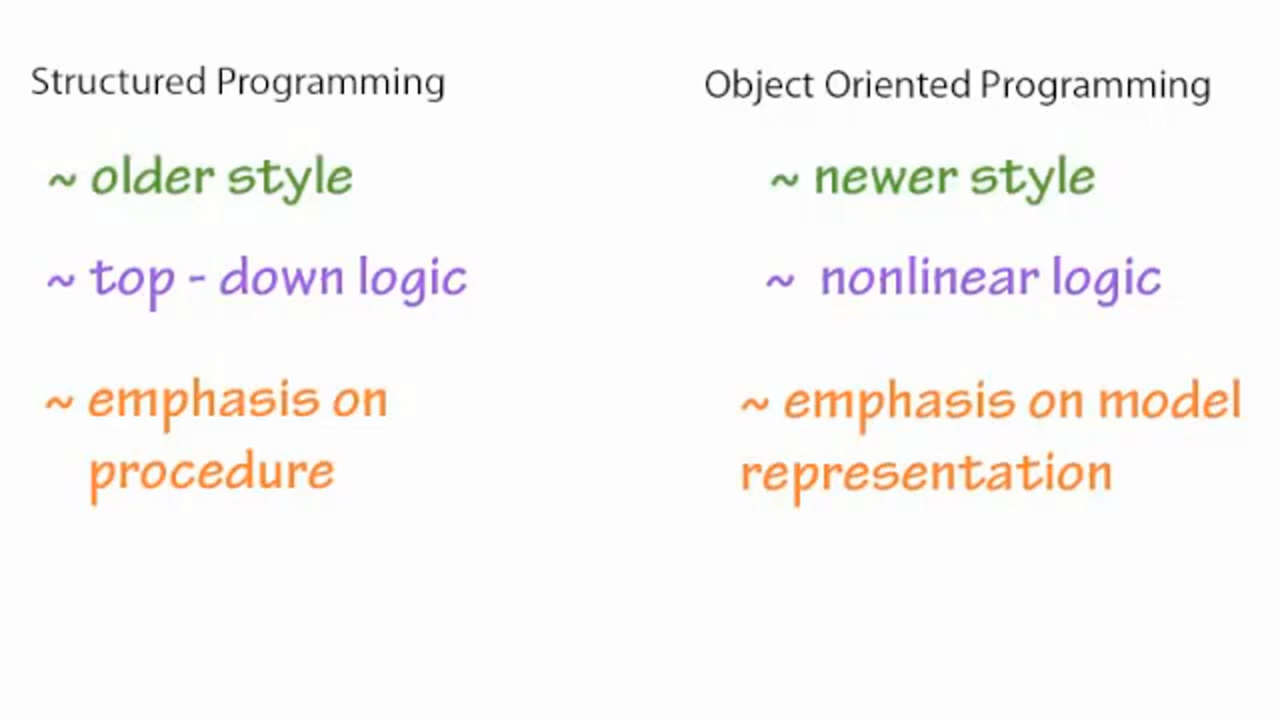 Structured Programming
~ older style
~ top - down logic
~ emphasis on
procedure
Object Oriented Programming
~ newer style
~ nonlinear logic
~ emphasis on model
representation